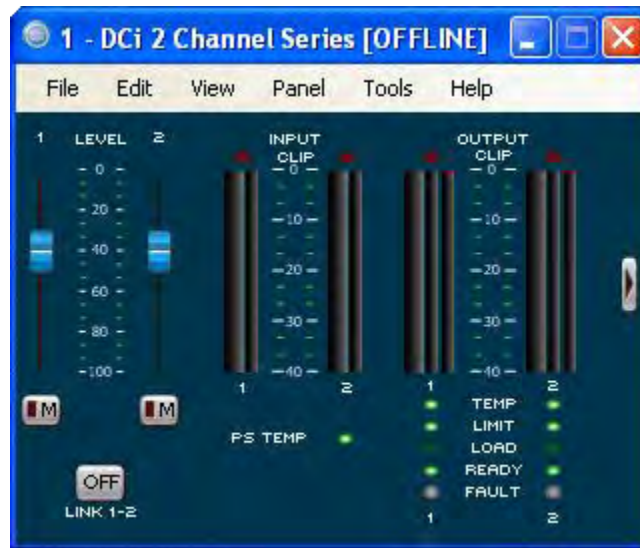 1 - DCi 2 Channel Series [OFFLINE]
File Edit View Panel Tools Help
1 LEVEL 2 INPUT OUTPUT
CLIP CLIP
- 0 - - 0 - - 0 -
- 20 - -10- -10-
- 40 - -20- -20-
- 60 -
- 80 - -30- -30-
-100- -40- -40-
1 2 1 2
M M TEMP
PS TEMP LIMIT
LOAD
OFF READY
LINK 1-2 FAULT
1 2